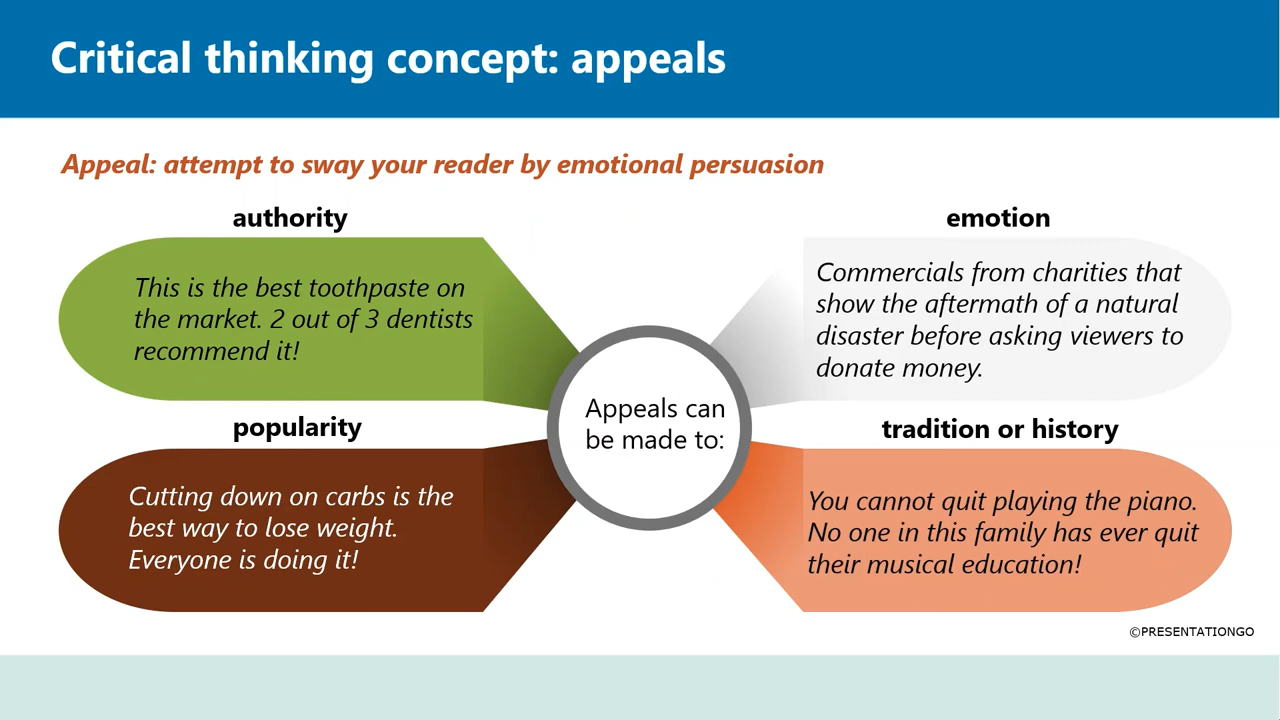 Critical thinking concept: appeals
Appeal: attempt to sway your reader by emotional persuasion
authority
This is the best toothpaste on
the market. 2 out of 3 dentists
recommend it!
emotion
Commercials from charities that
show the aftermath of a natural
disaster before asking viewers to
donate money.
Appeals can
be made to:
popularity
Cutting down on carbs is the
best way to lose weight.
Everyone is doing it!
tradition or history
You cannot quit playing the piano.
No one in this family has ever quit
their musical education!
©PRESENTATIONGO